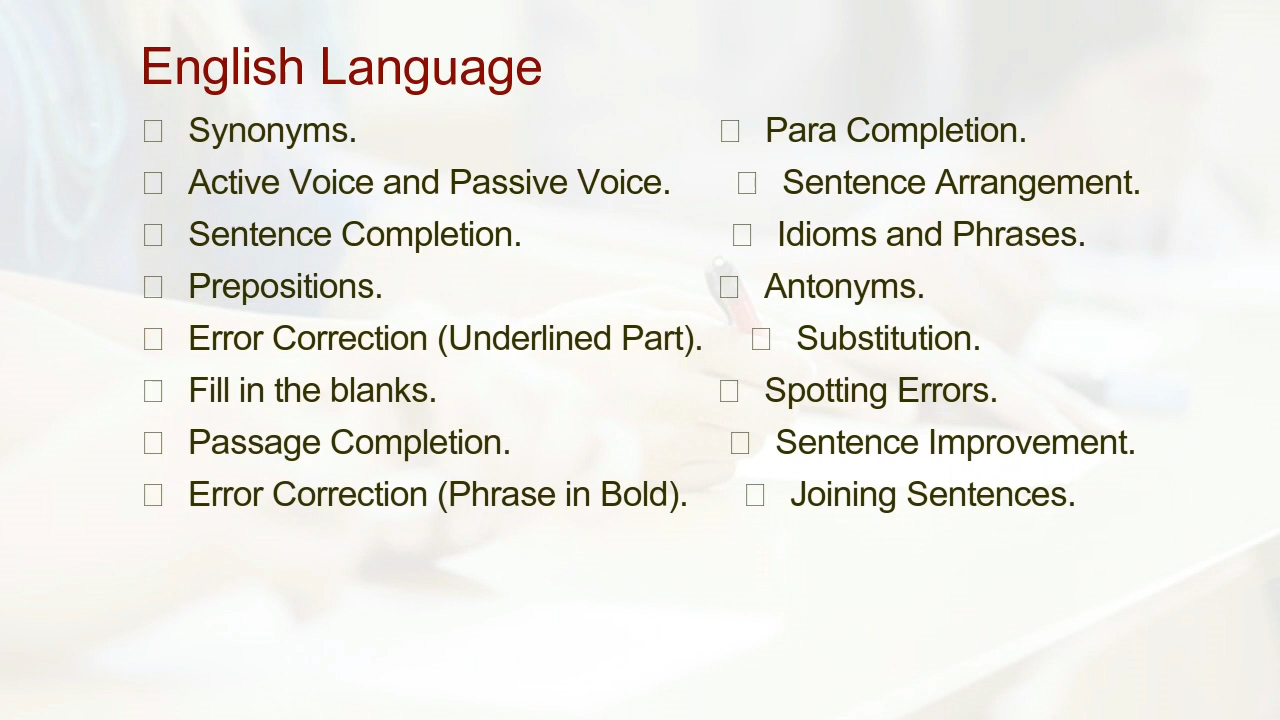 English Language
Synonyms. Para Completion.
Active Voice and Passive Voice. Sentence Arrangement.
Sentence Completion. Idioms and Phrases.
Prepositions. Antonyms.
Error Correction (Underlined Part). Substitution.
Fill in the blanks. Spotting Errors.
Passage Completion. Sentence Improvement.
Error Correction (Phrase in Bold). Joining Sentences.